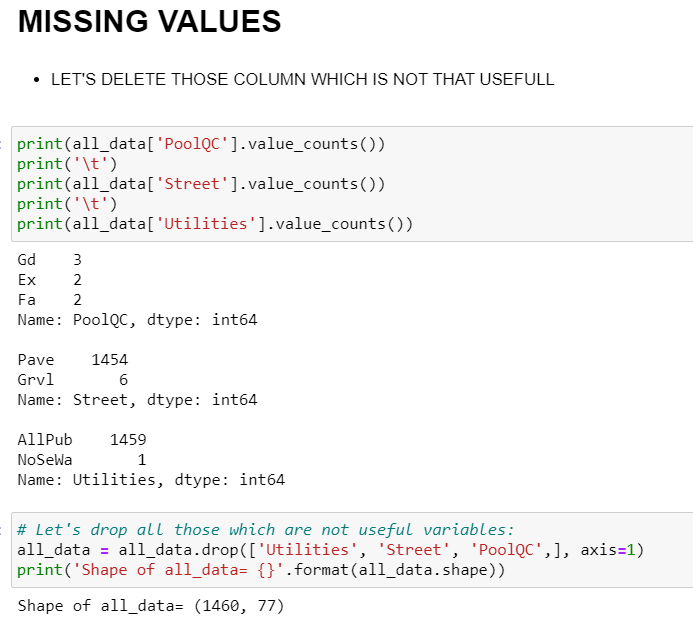 MISSING VALUES
• LET'S DELETE THOSE COLUMN WHICH IS NOT THAT USEFULL
print(all_data['PoolQC'].value_counts())
print('\t')
print(all_data['Street'].value_counts())
print('\t')
print(all_data['Utilities'].value_counts())
Gd    3
Ex    2
Fa    2
Name: PoolQC, dtype: int64
Pave    1454
Grvl       6
Name: Street, dtype: int64
AllPub    1459
NoSeWa       1
Name: Utilities, dtype: int64
# Let's drop all those which are not useful variables:
all_data = all_data.drop(['Utilities', 'Street', 'PoolQC',], axis=1)
print('Shape of all_data= {}'.format(all_data.shape))
Shape of all_data= (1460, 77)